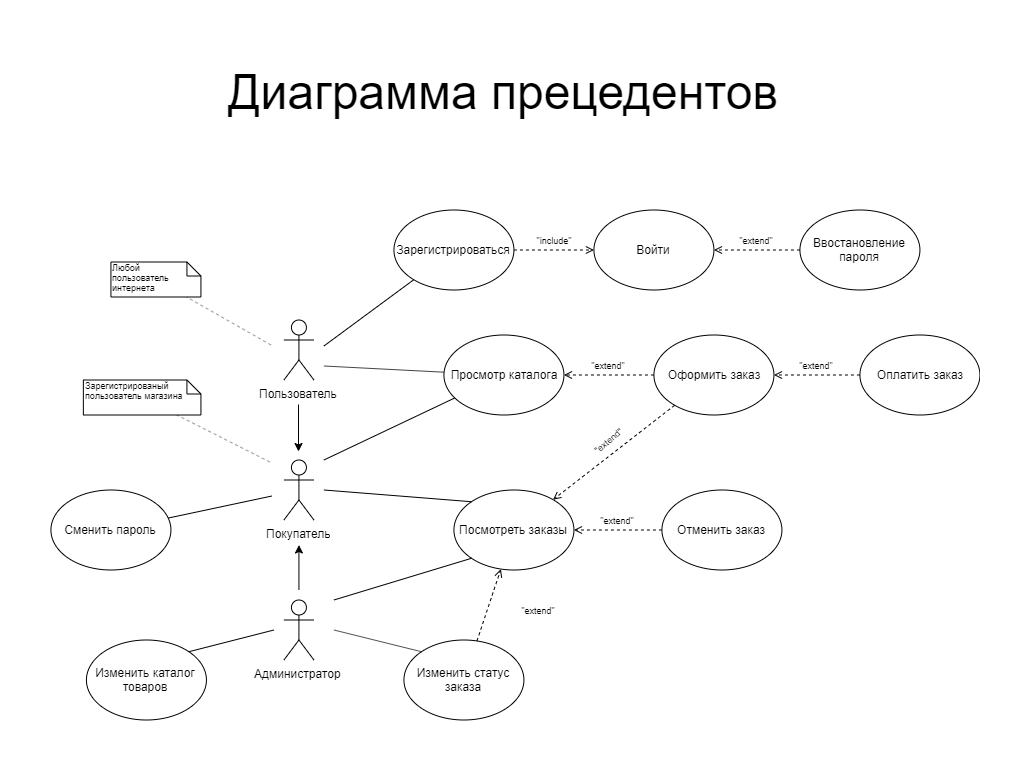 Диаграмма прецедентов
Зарегистрироваться
"include"
Войти
"extend"
Ввостановление
пароля
Любой
пользователь
интернета
Пользователь
Просмотр каталога
"extend"
Оформить заказ
"extend"
Оплатить заказ
Зарегистрированый
пользователь магазина
"extend"
Сменить пароль
Покупатель
Посмотреть заказы
"extend"
Отменить заказ
"extend"
Изменить каталог
товаров
Администратор
Изменить статус
заказа